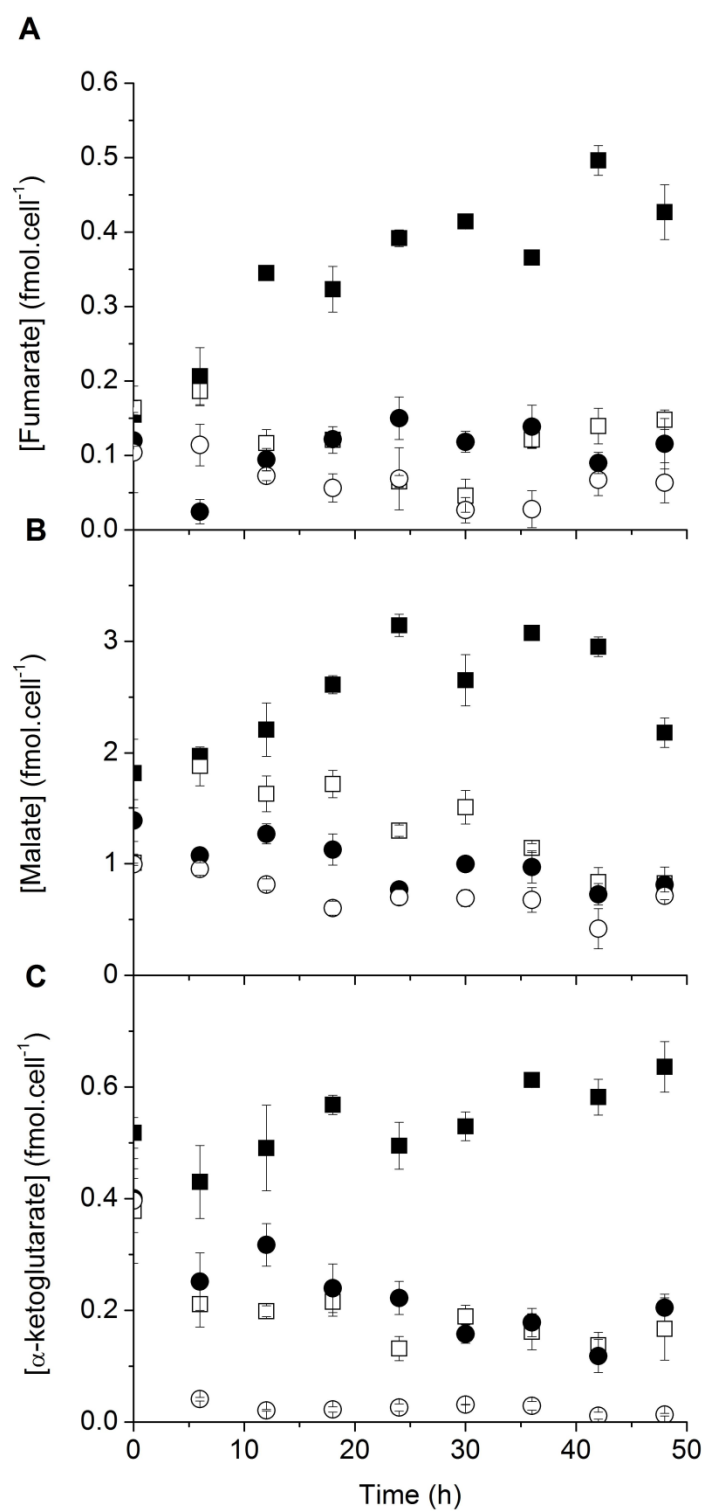 A
0.6
0.5
0.4
0.3
0.2
0.1
0.0
[Fumarate] (fmol.cell⁻¹)
B
3
2
1
0
[Malate] (fmol.cell⁻¹)
C
0.6
0.4
0.2
0.0
[α-ketoglutarate] (fmol.cell⁻¹)
0 10 20 30 40 50
Time (h)